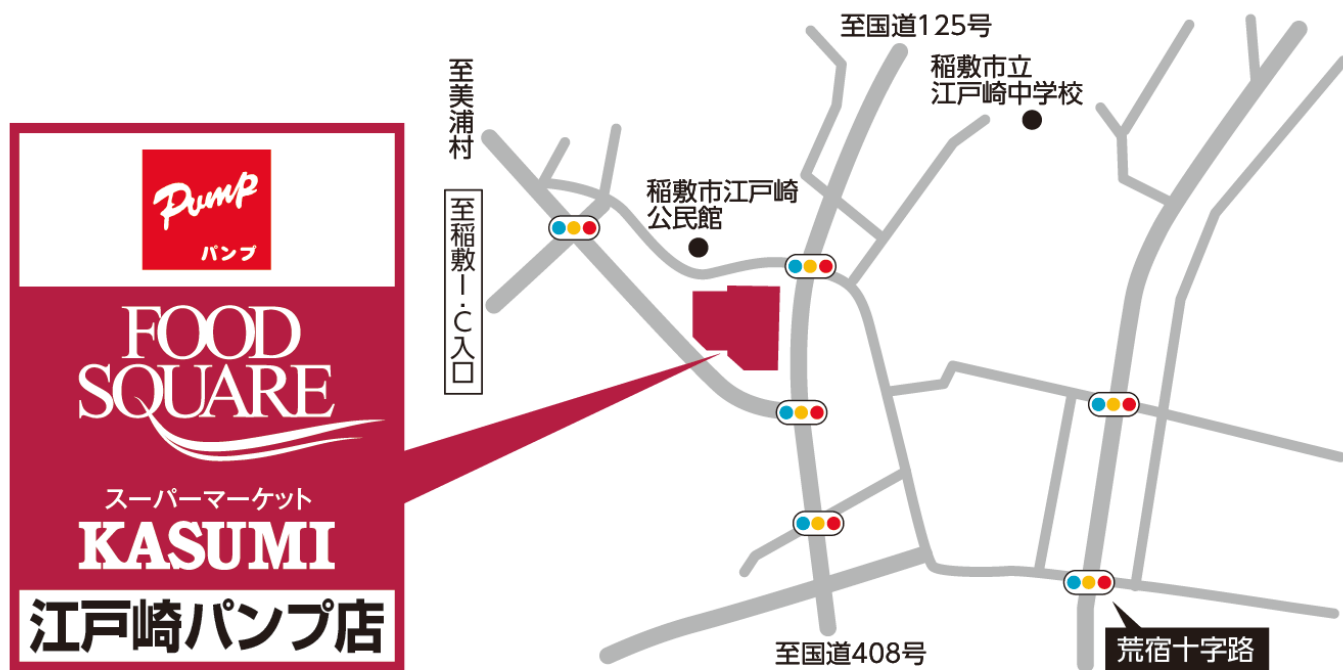 Pump
パンプ
FOOD
SQUARE
スーパーマーケット
KASUMI
江戸崎パンプ店
至美浦村
至稲敷I・C入口
稲敷市江戸崎
公民館
至国道125号
稲敷市立
江戸崎中学校
至国道408号
荒宿十字路